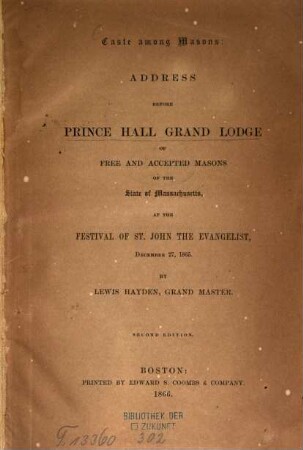 Caste among Masons.
ADDRESS
BEFORE
PRINCE HALL GRAND LODGE
OF
FREE AND ACCEPTED MASONS
OF THE
State of Massachusetts,
AT THE
FESTIVAL OF ST. JOHN THE EVANGELIST,
DECEMBER 27, 1865.
BY
LEWIS HAYDEN, GRAND MASTER.
SECOND EDITION.
BOSTON:
PRINTED BY EDWARD S. COOMBS & COMPANY.
1866.
BIBLIOTHEK DER
ZUKUNFT
13360 302